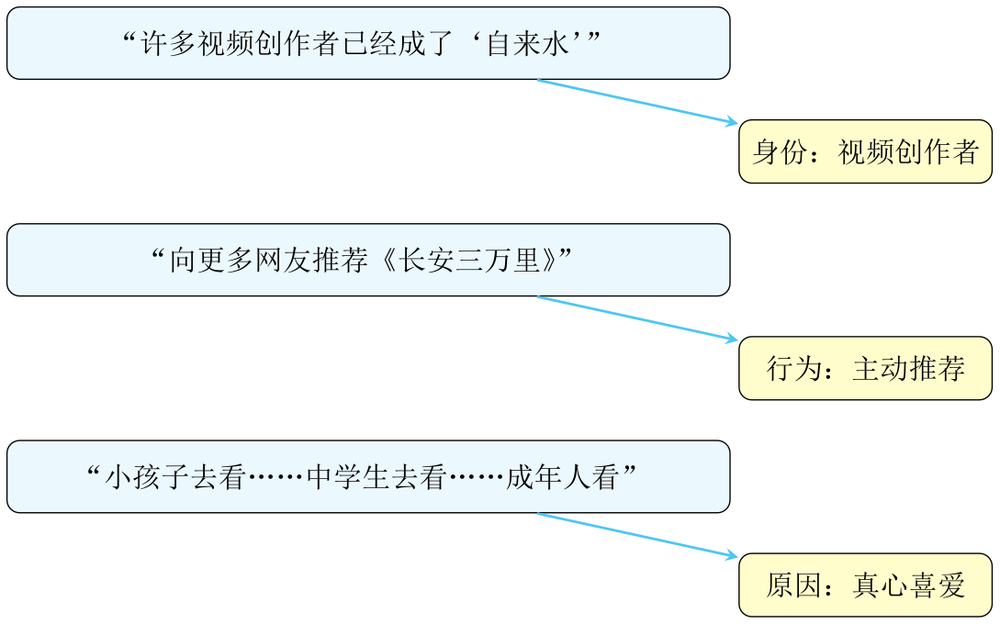 “许多视频创作者已经成了‘自来水’”
身份：视频创作者
“向更多网友推荐《长安三万里》”
行为：主动推荐
“小孩子去看……中学生去看……成年人看”
原因：真心喜爱